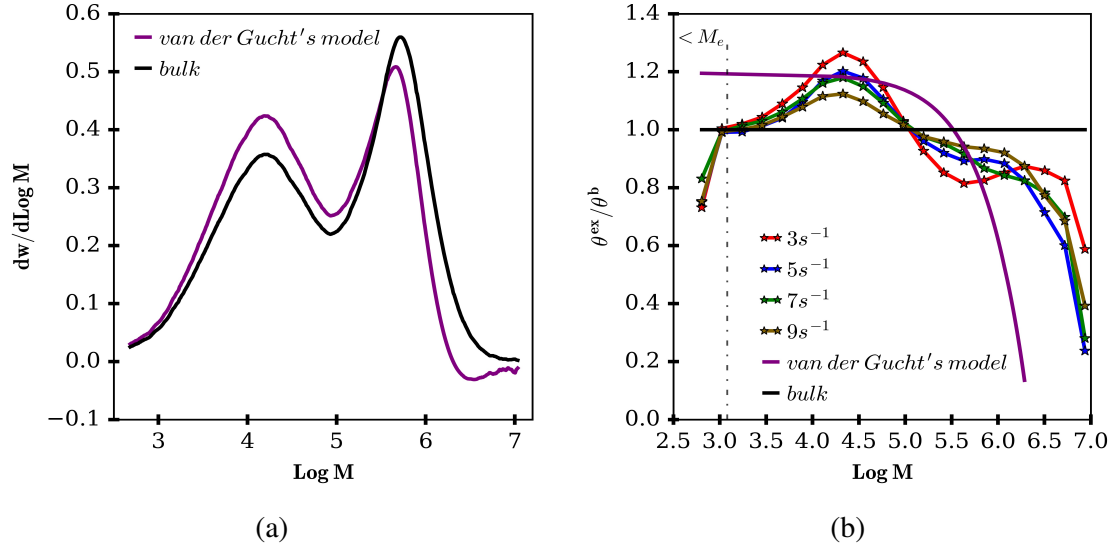 0.6
0.5
0.4
0.3
0.2
0.1
0.0
−0.1
dw/dLog M
van der Gucht's model
bulk
3 4 5 6 7
Log M
(a)
1.4
1.2
1.0
0.8
0.6
0.4
0.2
0.0
θ^ex/θ^b
< M_e
3s^−1
5s^−1
7s^−1
9s^−1
van der Gucht's model
bulk
2.5 3.0 3.5 4.0 4.5 5.0 5.5 6.0 6.5 7.0
Log M
(b)